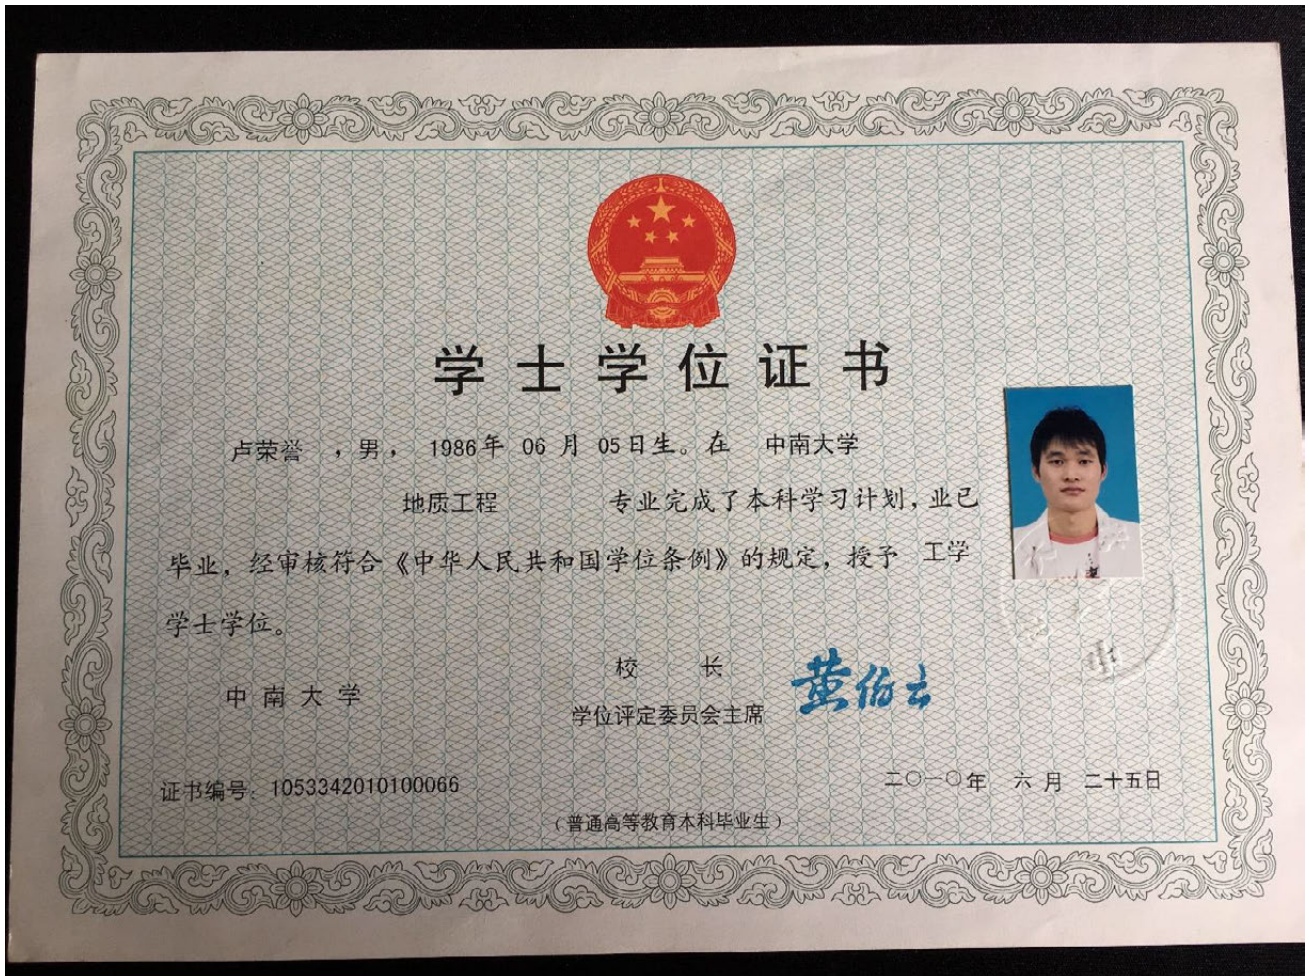 学士学位证书
卢荣誉 ，男， 1986年 06 月 05日生。在 中南大学
地质工程 专业完成了本科学习计划，业已
毕业，经审核符合《中华人民共和国学位条例》的规定，授予 工学
学士学位。
校 长
中南大学
黄伯云
学位评定委员会主席
证书编号: 1053342010100066
二〇一〇年 六月 二十五日
（普通高等教育本科毕业生）